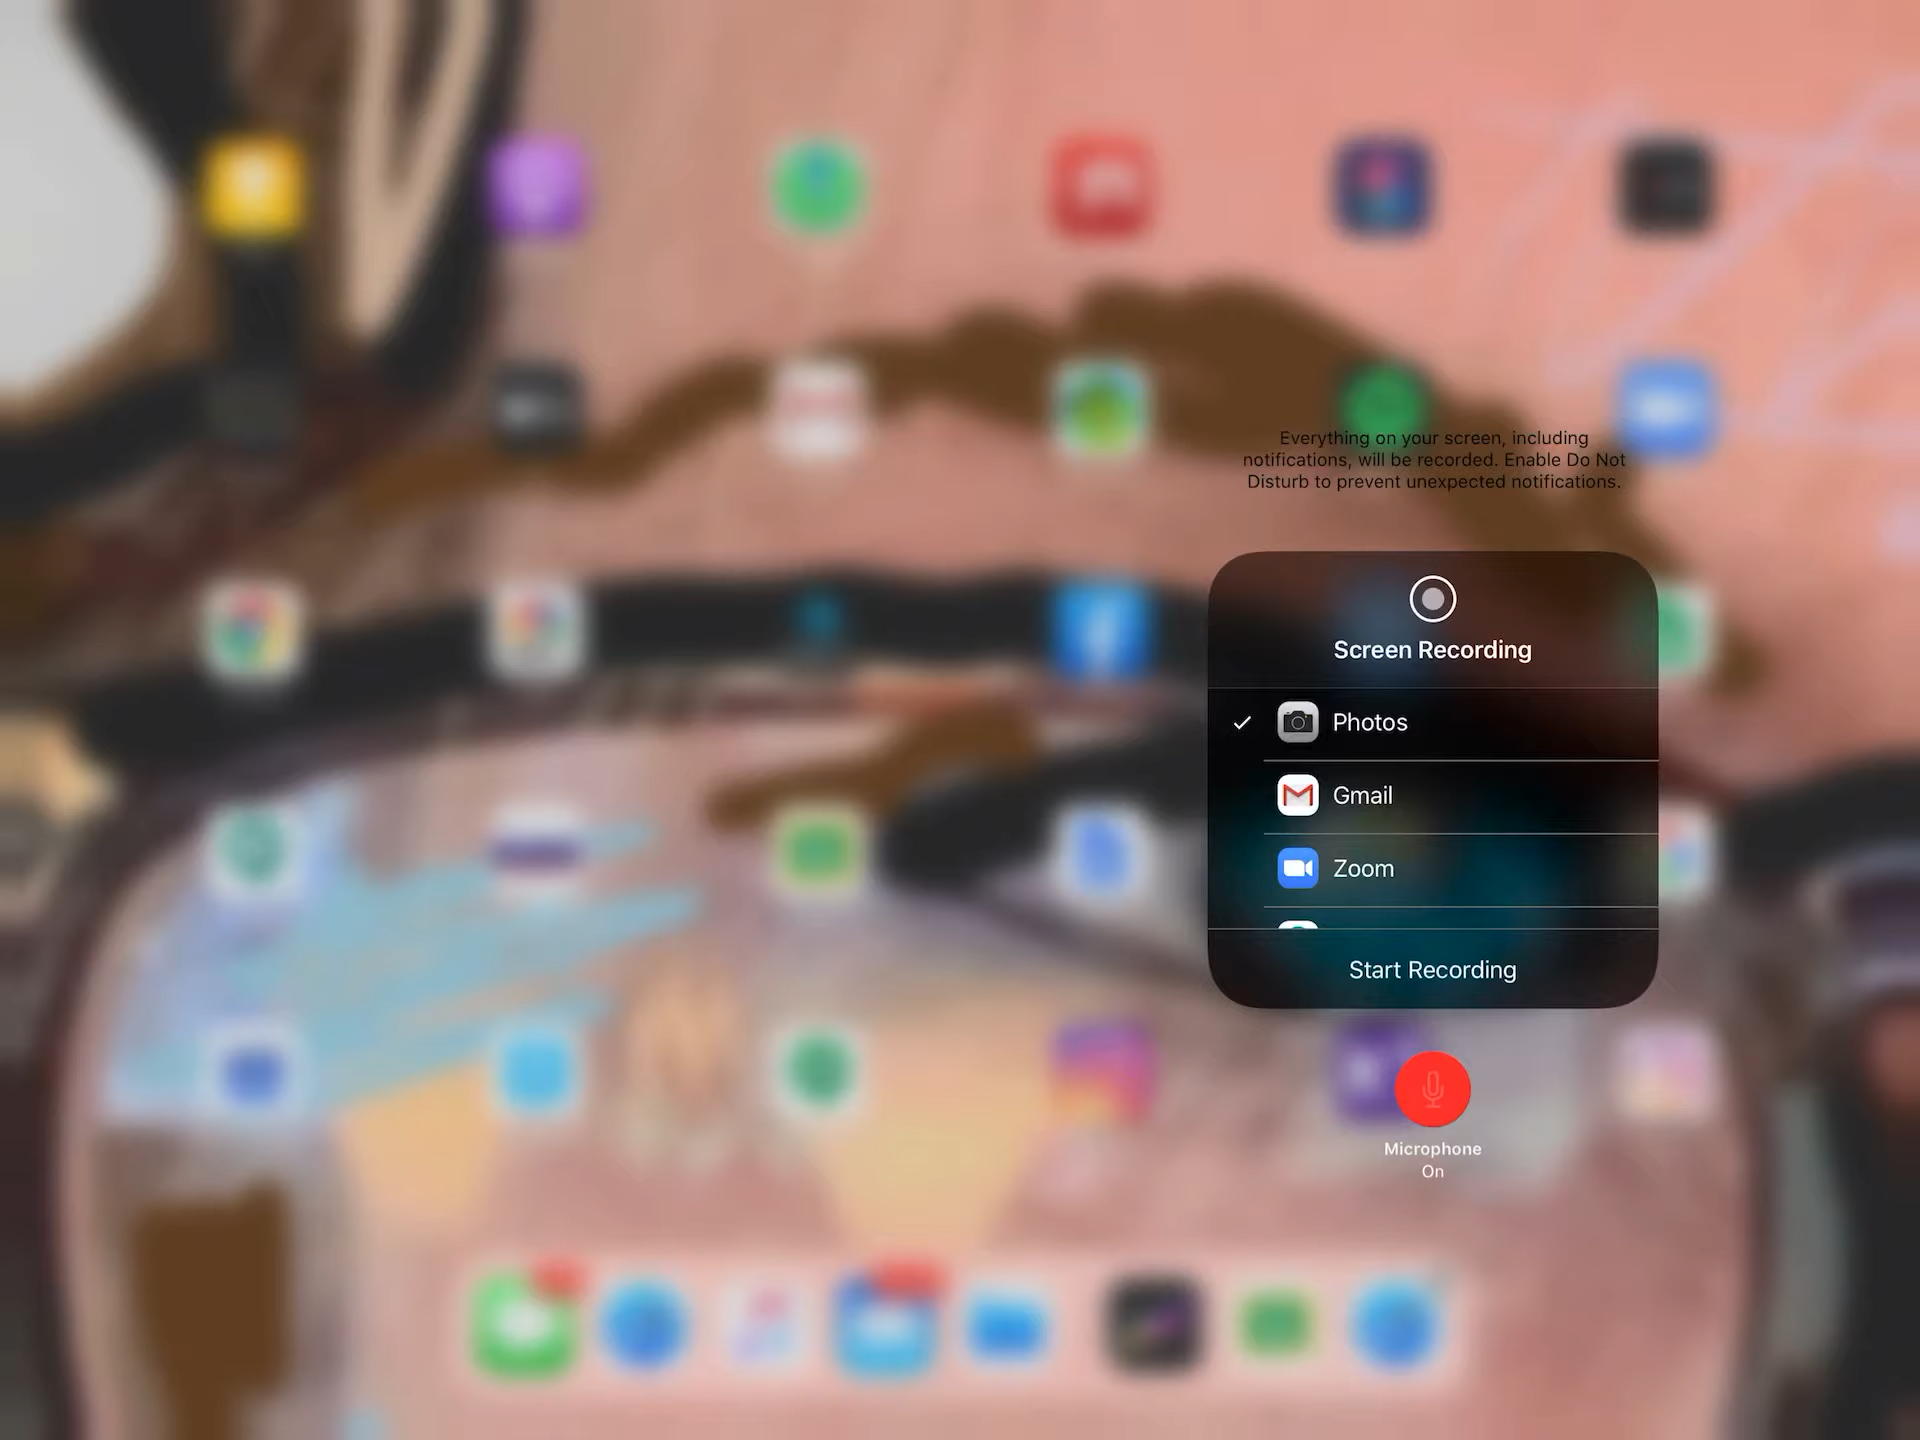 Everything on your screen, including
notifications, will be recorded. Enable Do Not
Disturb to prevent unexpected notifications.
Screen Recording
Photos
Gmail
Zoom
Start Recording
Microphone
On